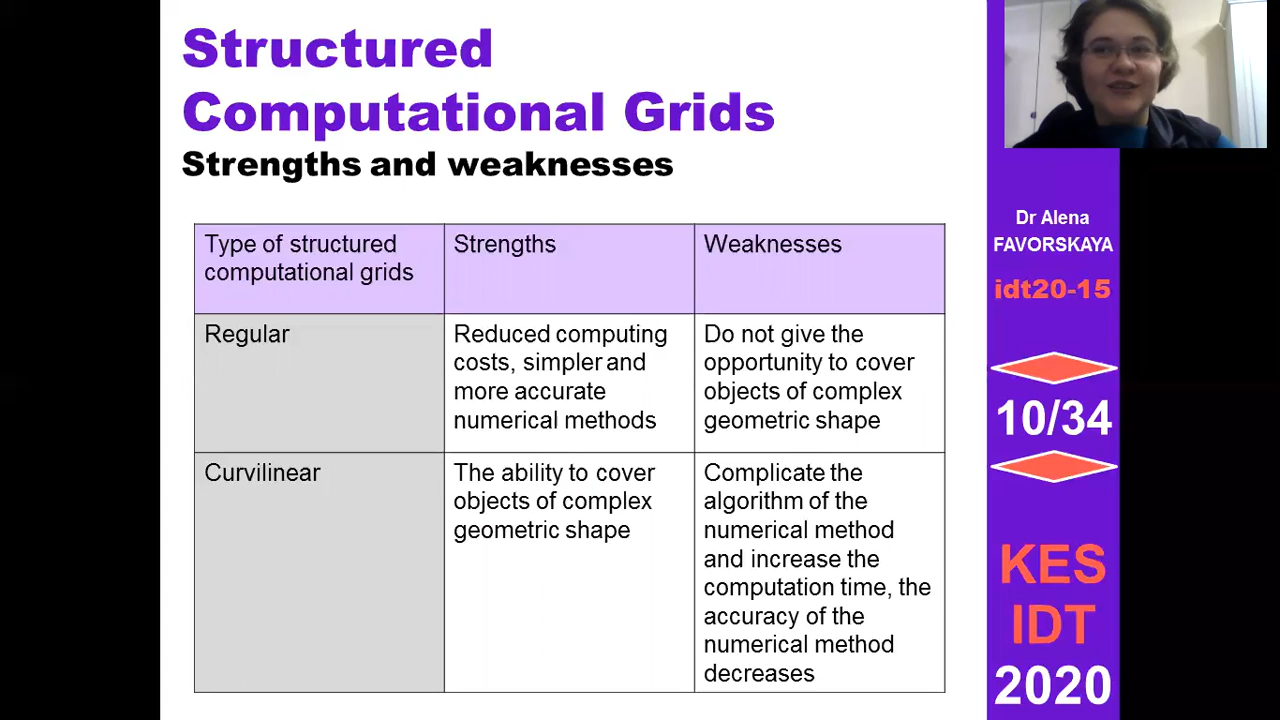 Structured
Computational Grids
Strengths and weaknesses
Type of structured
computational grids
Strengths
Weaknesses
Regular
Reduced computing
costs, simpler and
more accurate
numerical methods
Do not give the
opportunity to cover
objects of complex
geometric shape
Curvilinear
The ability to cover
objects of complex
geometric shape
Complicate the
algorithm of the
numerical method
and increase the
computation time, the
accuracy of the
numerical method
decreases
Dr Alena
FAVORSKAYA
idt20-15
10/34
KES
IDT
2020